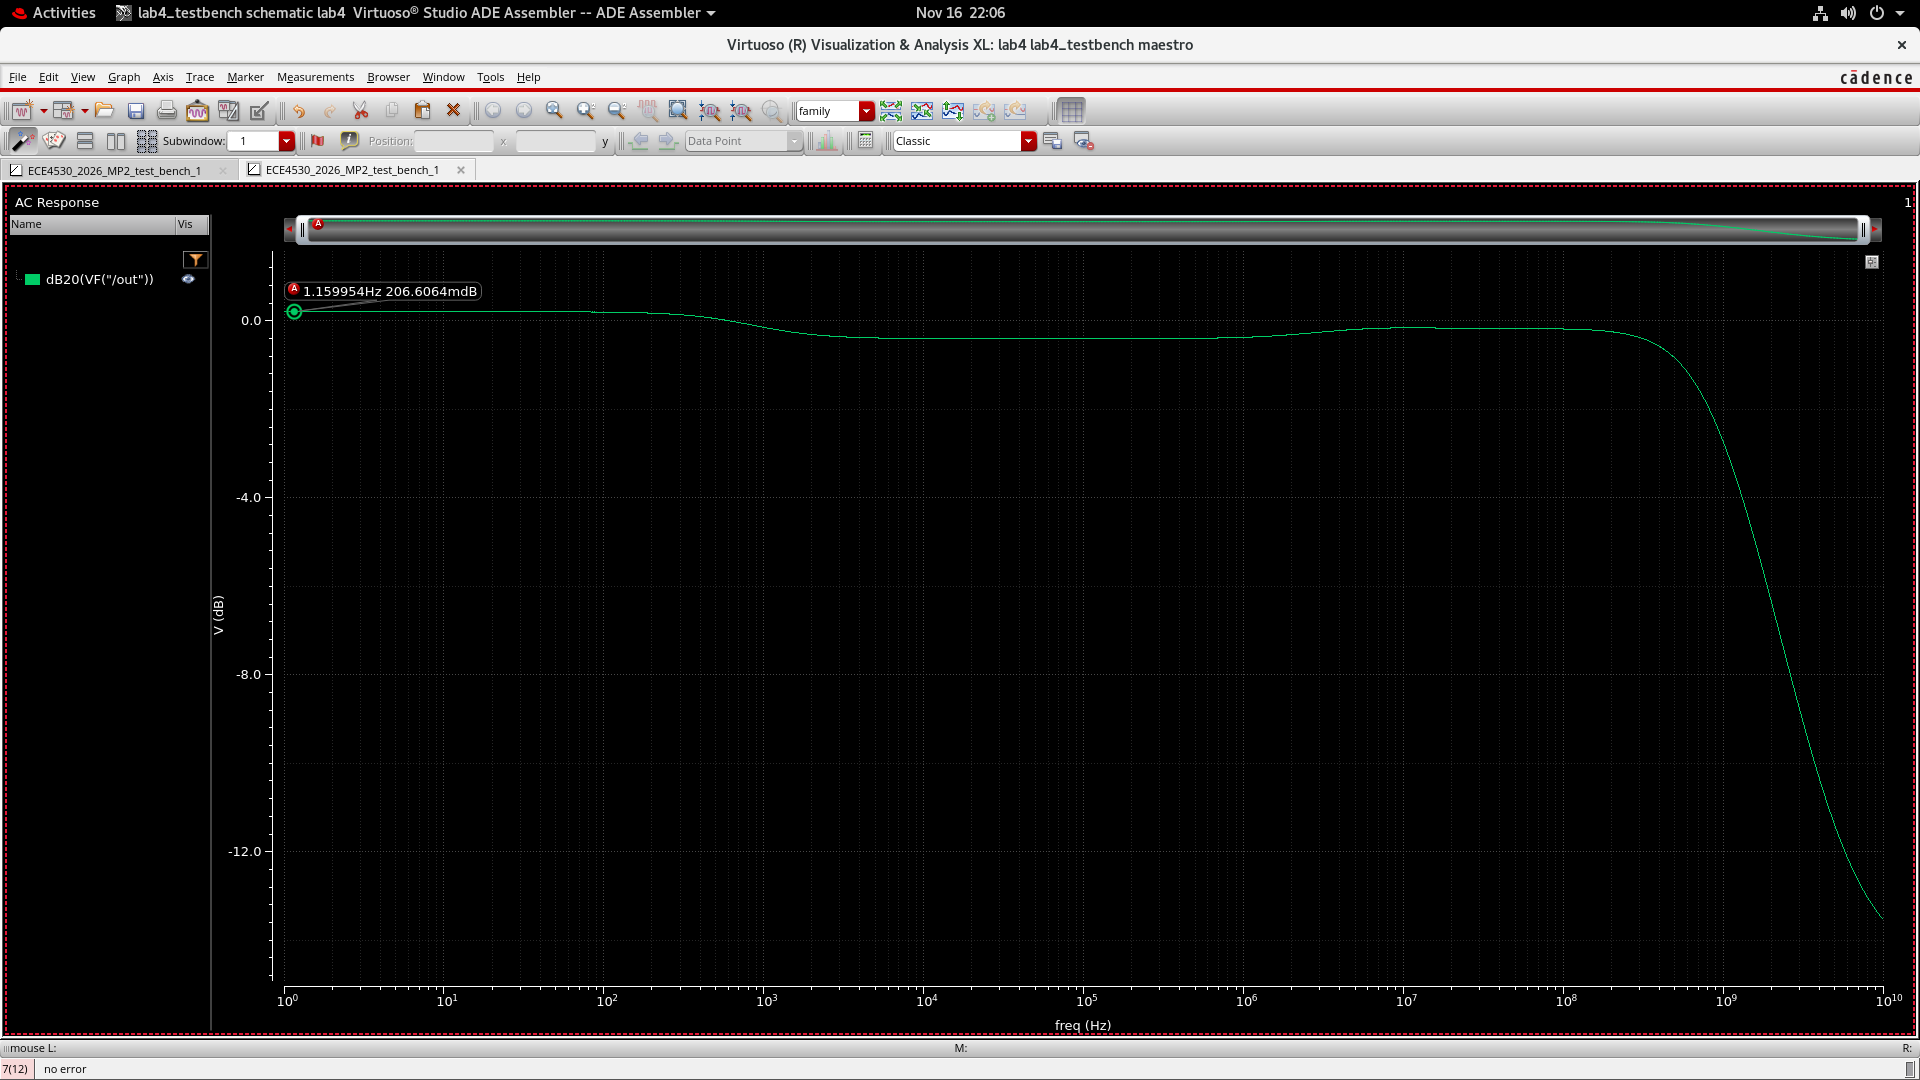 Activities lab4_testbench schematic lab4 Virtuoso® Studio ADE Assembler -- ADE Assembler Nov 16 22:06
Virtuoso (R) Visualization & Analysis XL: lab4 lab4_testbench maestro
File Edit View Graph Axis Trace Marker Measurements Browser Window Tools Help cādence
family
Subwindow: 1 Position: x y Data Point Classic
ECE4530_2026_MP2_test_bench_1 ECE4530_2026_MP2_test_bench_1
AC Response 1
Name Vis
A
dB20(VF("/out"))
A 1.159954Hz 206.6064mdB
0.0
-4.0
-8.0
-12.0
V (dB)
10⁰ 10¹ 10² 10³ 10⁴ 10⁵ 10⁶ 10⁷ 10⁸ 10⁹ 10¹⁰
freq (Hz)
mouse L: M: R:
7(12) no error